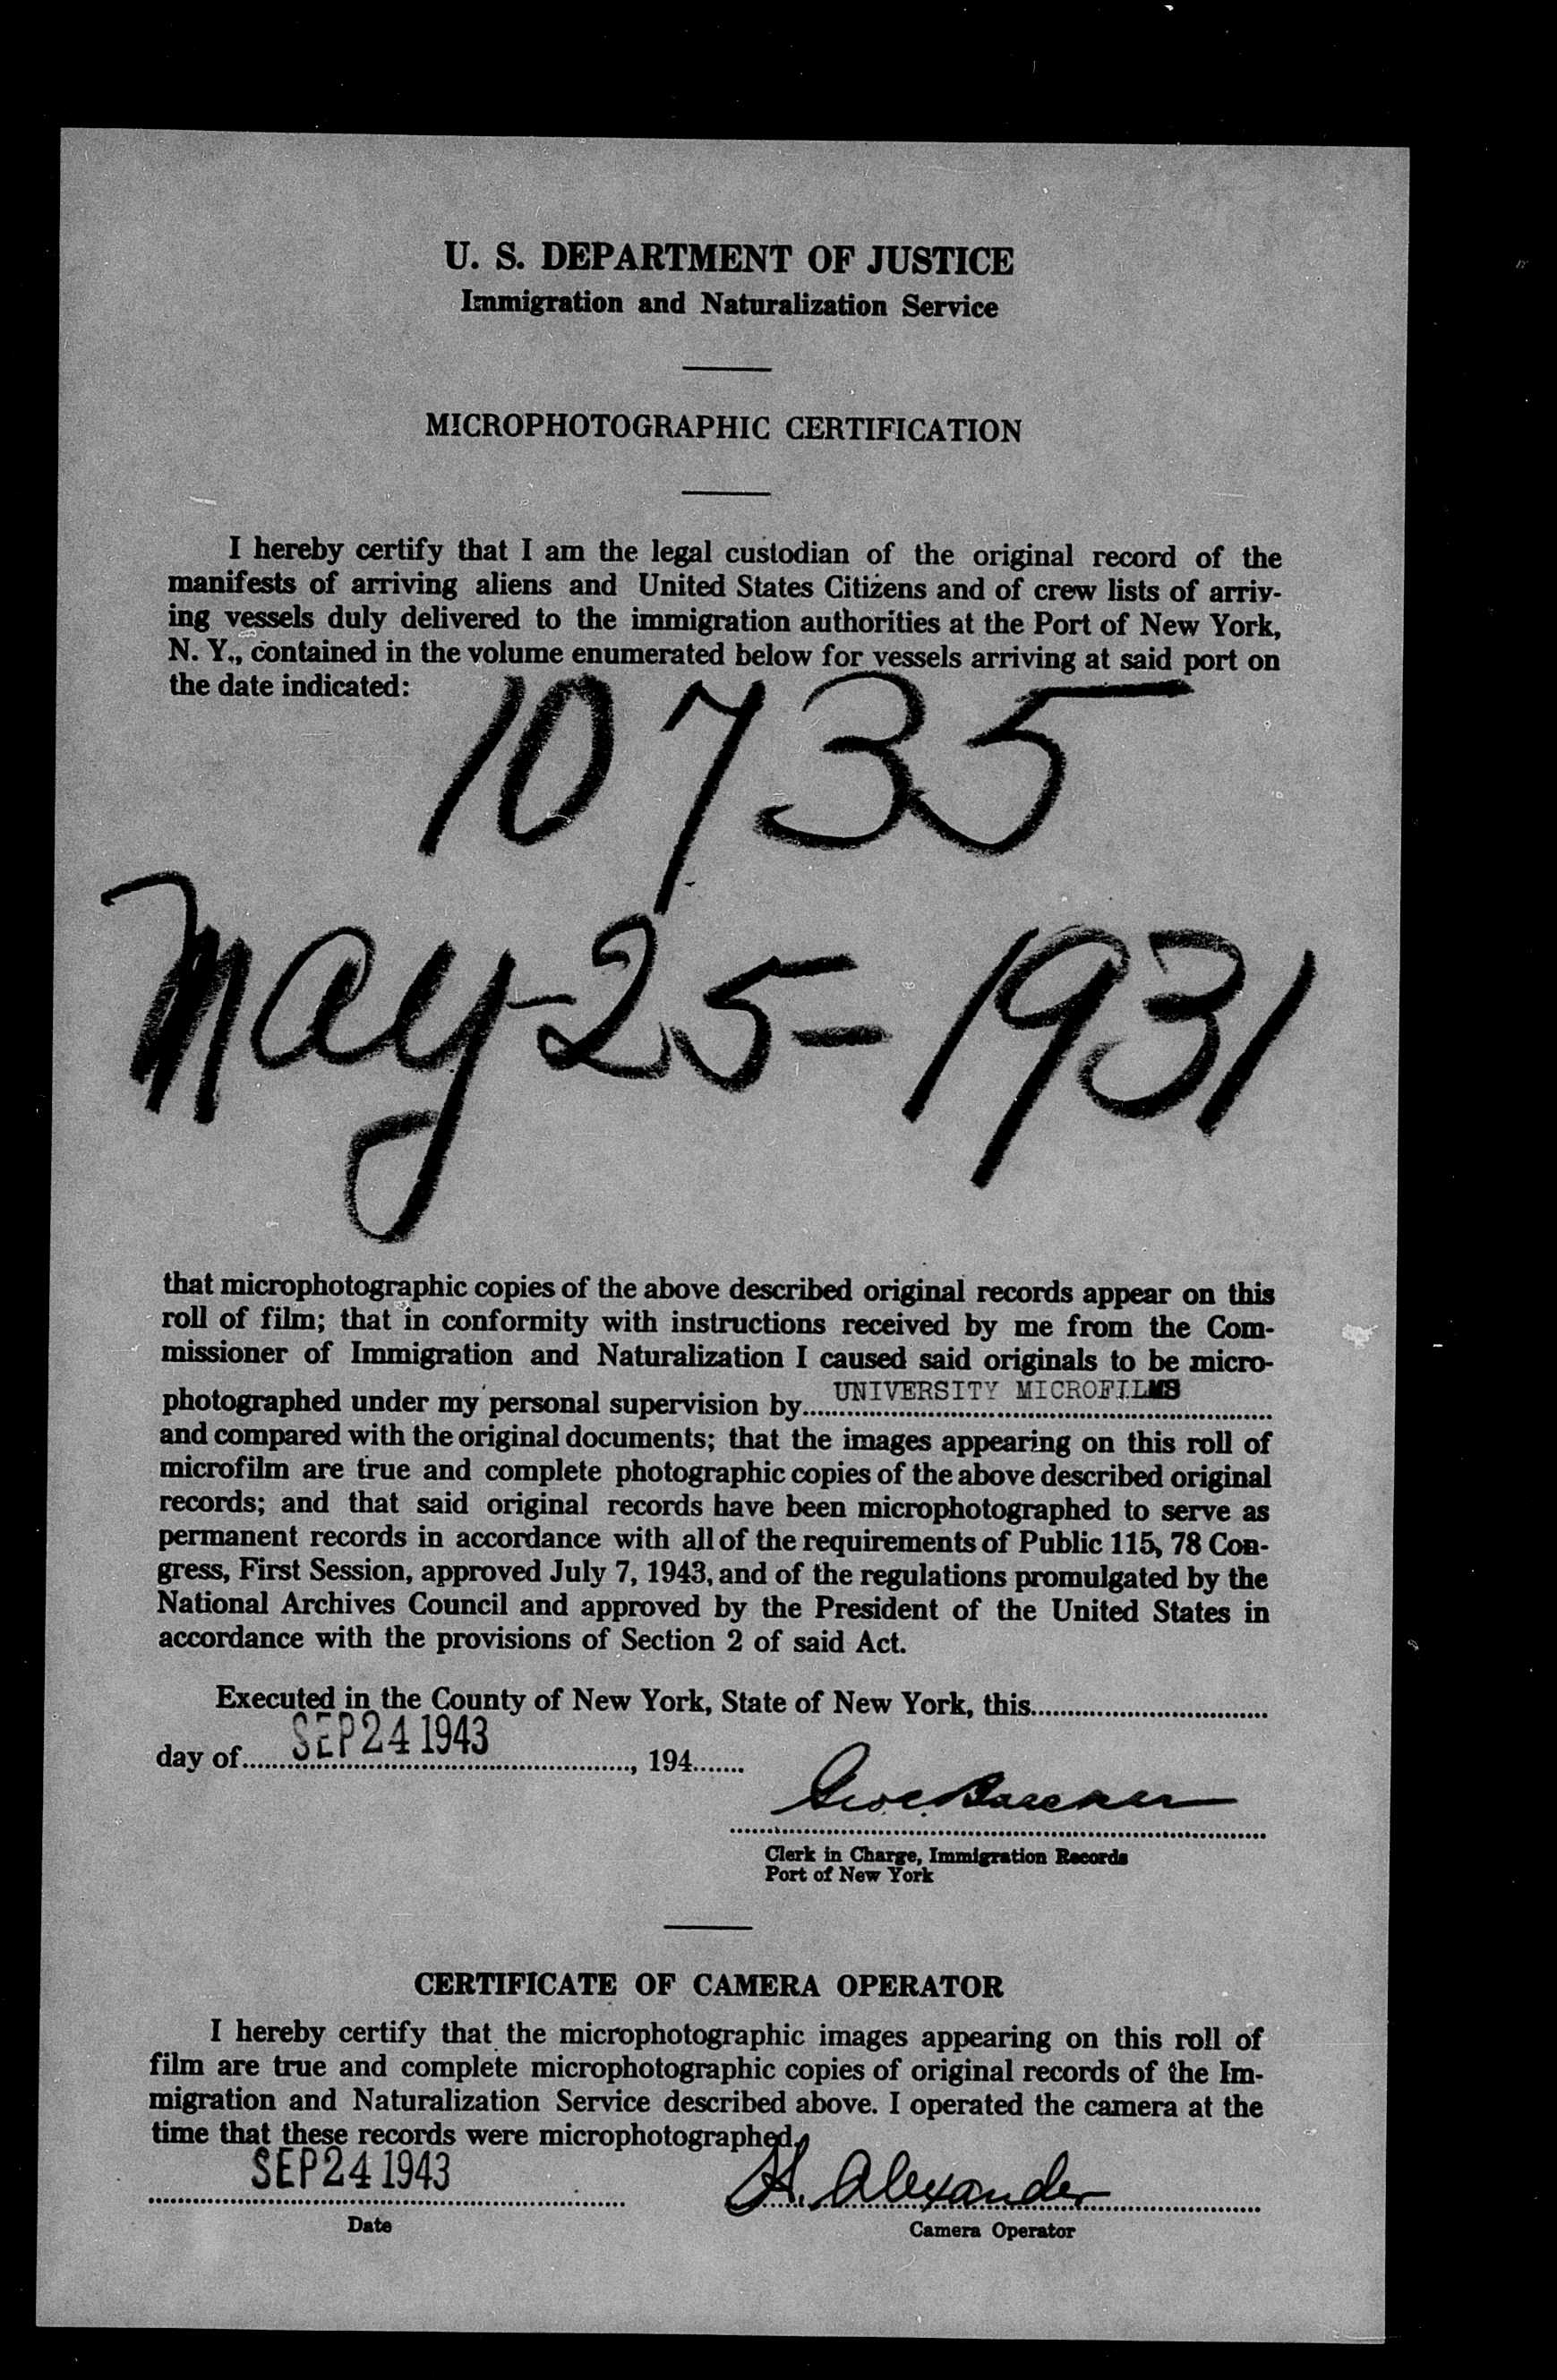 U. S. DEPARTMENT OF JUSTICE
Immigration and Naturalization Service
MICROPHOTOGRAPHIC CERTIFICATION
I hereby certify that I am the legal custodian of the original record of the
manifests of arriving aliens and United States Citizens and of crew lists of arriv-
ing vessels duly delivered to the immigration authorities at the Port of New York,
N. Y., contained in the volume enumerated below for vessels arriving at said port on
the date indicated:
10735
May-25-1931
that microphotographic copies of the above described original records appear on this
roll of film; that in conformity with instructions received by me from the Com-
missioner of Immigration and Naturalization I caused said originals to be micro-
photographed under my personal supervision by UNIVERSITY MICROFILMS
and compared with the original documents; that the images appearing on this roll of
microfilm are true and complete photographic copies of the above described original
records; and that said original records have been microphotographed to serve as
permanent records in accordance with all of the requirements of Public 115, 78 Con-
gress, First Session, approved July 7, 1943, and of the regulations promulgated by the
National Archives Council and approved by the President of the United States in
accordance with the provisions of Section 2 of said Act.
Executed in the County of New York, State of New York, this
day of SEP 24 1943, 194
Clerk in Charge, Immigration Records
Port of New York
CERTIFICATE OF CAMERA OPERATOR
I hereby certify that the microphotographic images appearing on this roll of
film are true and complete microphotographic copies of original records of the Im-
migration and Naturalization Service described above. I operated the camera at the
time that these records were microphotographed.
SEP 24 1943 H. Alexander
Date Camera Operator